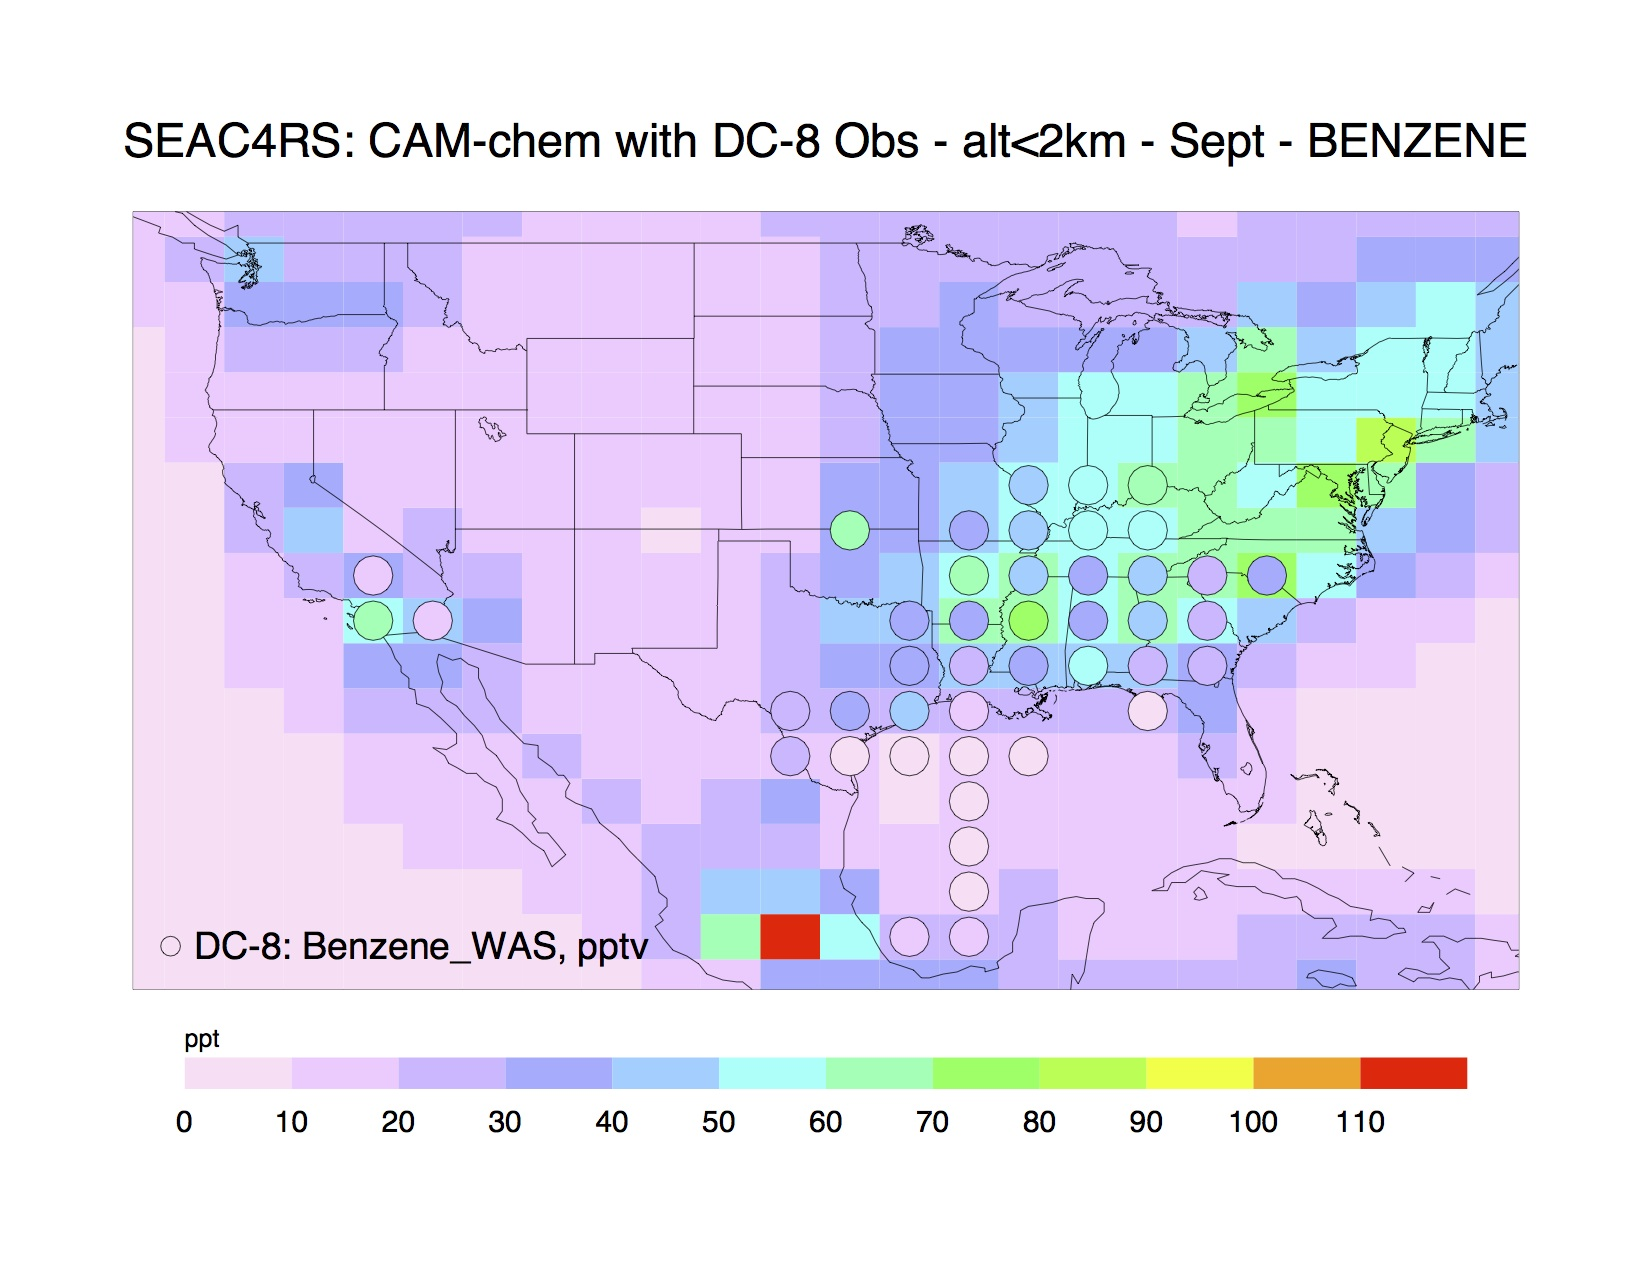 SEAC4RS: CAM-chem with DC-8 Obs - alt<2km - Sept - BENZENE
DC-8: Benzene_WAS, pptv
ppt
0 10 20 30 40 50 60 70 80 90 100 110